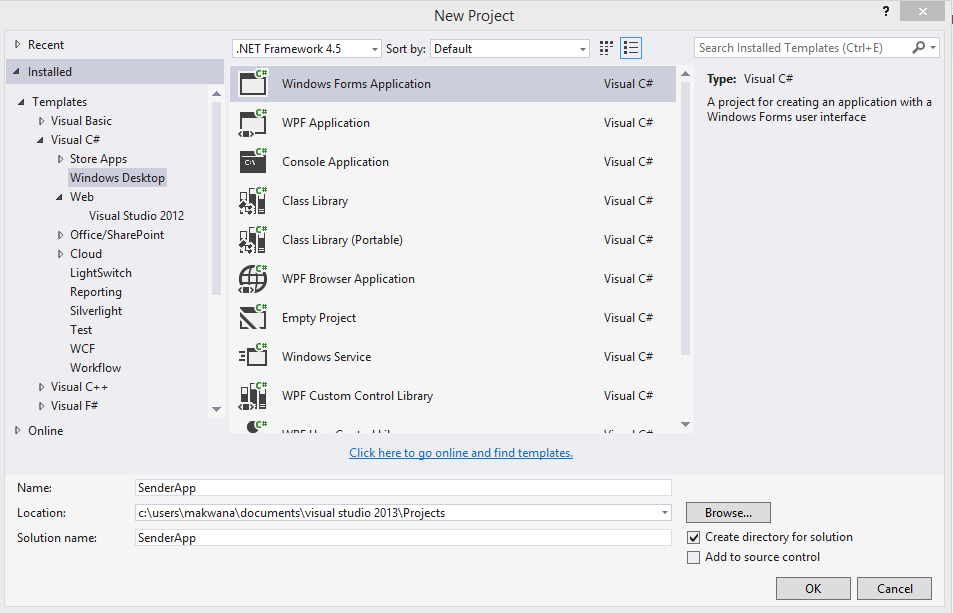 New Project
?
Recent
.NET Framework 4.5 Sort by: Default
Search Installed Templates (Ctrl+E)
Installed
Templates
Visual Basic
Visual C#
Store Apps
Windows Desktop
Web
Visual Studio 2012
Office/SharePoint
Cloud
LightSwitch
Reporting
Silverlight
Test
WCF
Workflow
Visual C++
Visual F#
Online
C# Windows Forms Application Visual C#
C# WPF Application Visual C#
C# C:\ Console Application Visual C#
C# Class Library Visual C#
C# Class Library (Portable) Visual C#
C# WPF Browser Application Visual C#
C# Empty Project Visual C#
C# Windows Service Visual C#
C# WPF Custom Control Library Visual C#
C# WPF User Control Visual C#
Type: Visual C#
A project for creating an application with a
Windows Forms user interface
Click here to go online and find templates.
Name: SenderApp
Location: c:\users\makwana\documents\visual studio 2013\Projects
Browse...
Solution name: SenderApp
Create directory for solution
Add to source control
OK Cancel